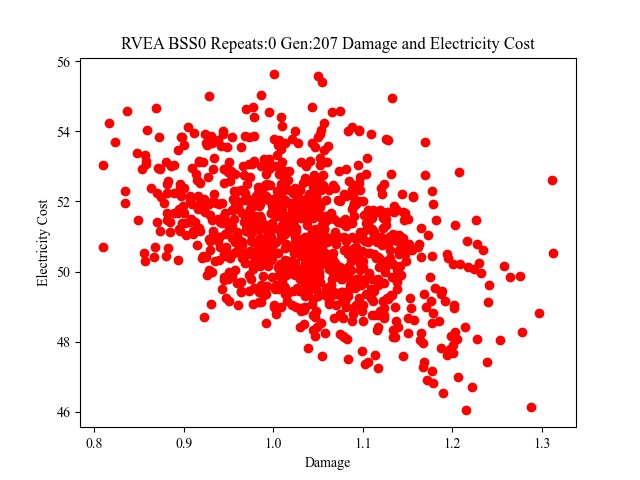 RVEA BSS0 Repeats:0 Gen:207 Damage and Electricity Cost
56
54
52
50
48
46
Electricity Cost
0.8 0.9 1.0 1.1 1.2 1.3
Damage